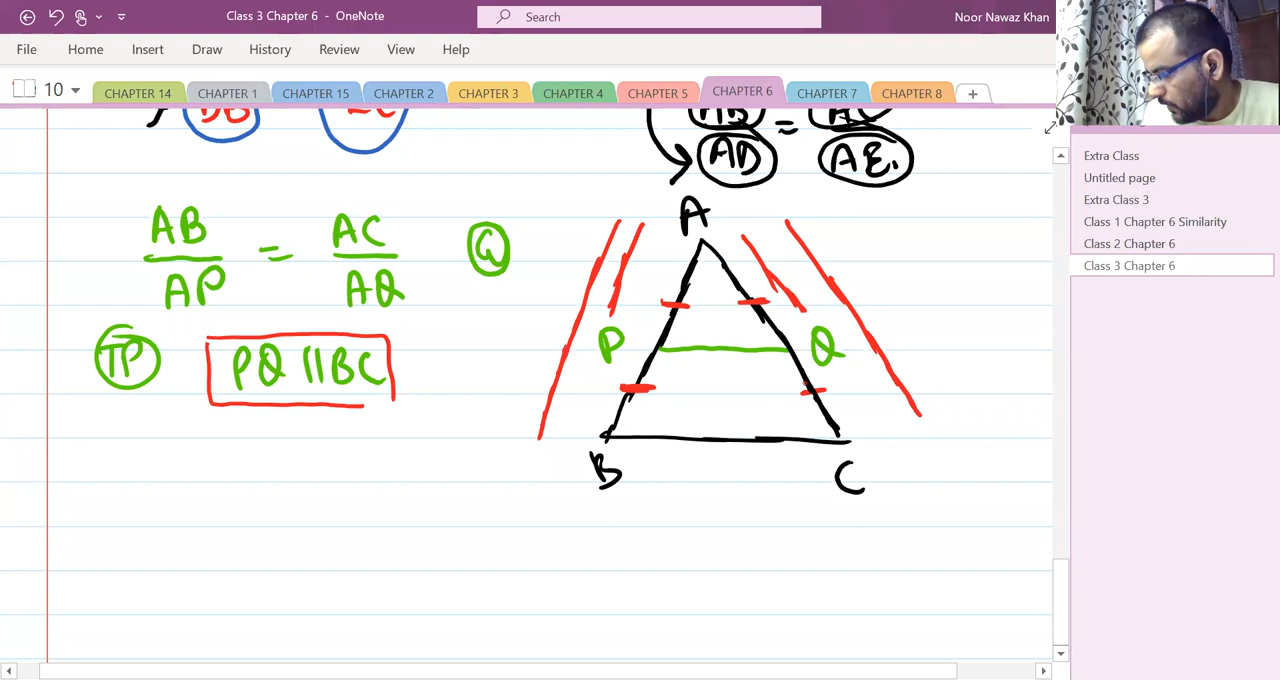 Class 3 Chapter 6 - OneNote
Search
Noor Nawaz Khan
File Home Insert Draw History Review View Help
10
CHAPTER 14 CHAPTER 1 CHAPTER 15 CHAPTER 2 CHAPTER 3 CHAPTER 4 CHAPTER 5 CHAPTER 6 CHAPTER 7 CHAPTER 8
Extra Class
Untitled page
Extra Class 3
Class 1 Chapter 6 Similarity
Class 2 Chapter 6
Class 3 Chapter 6
DB
AB = AC
AD AE.
AB = AC
AP AQ
Q
TP PQ || BC
A
P Q
B C